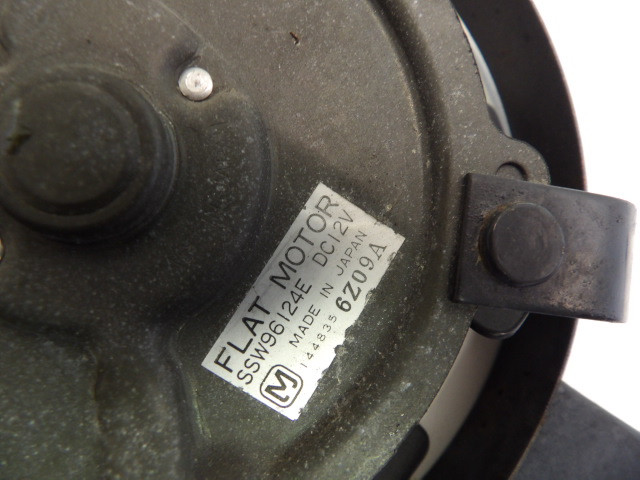 FLAT MOTOR
SSW96124E DC12V
M MADE IN JAPAN
144835 6Z09A